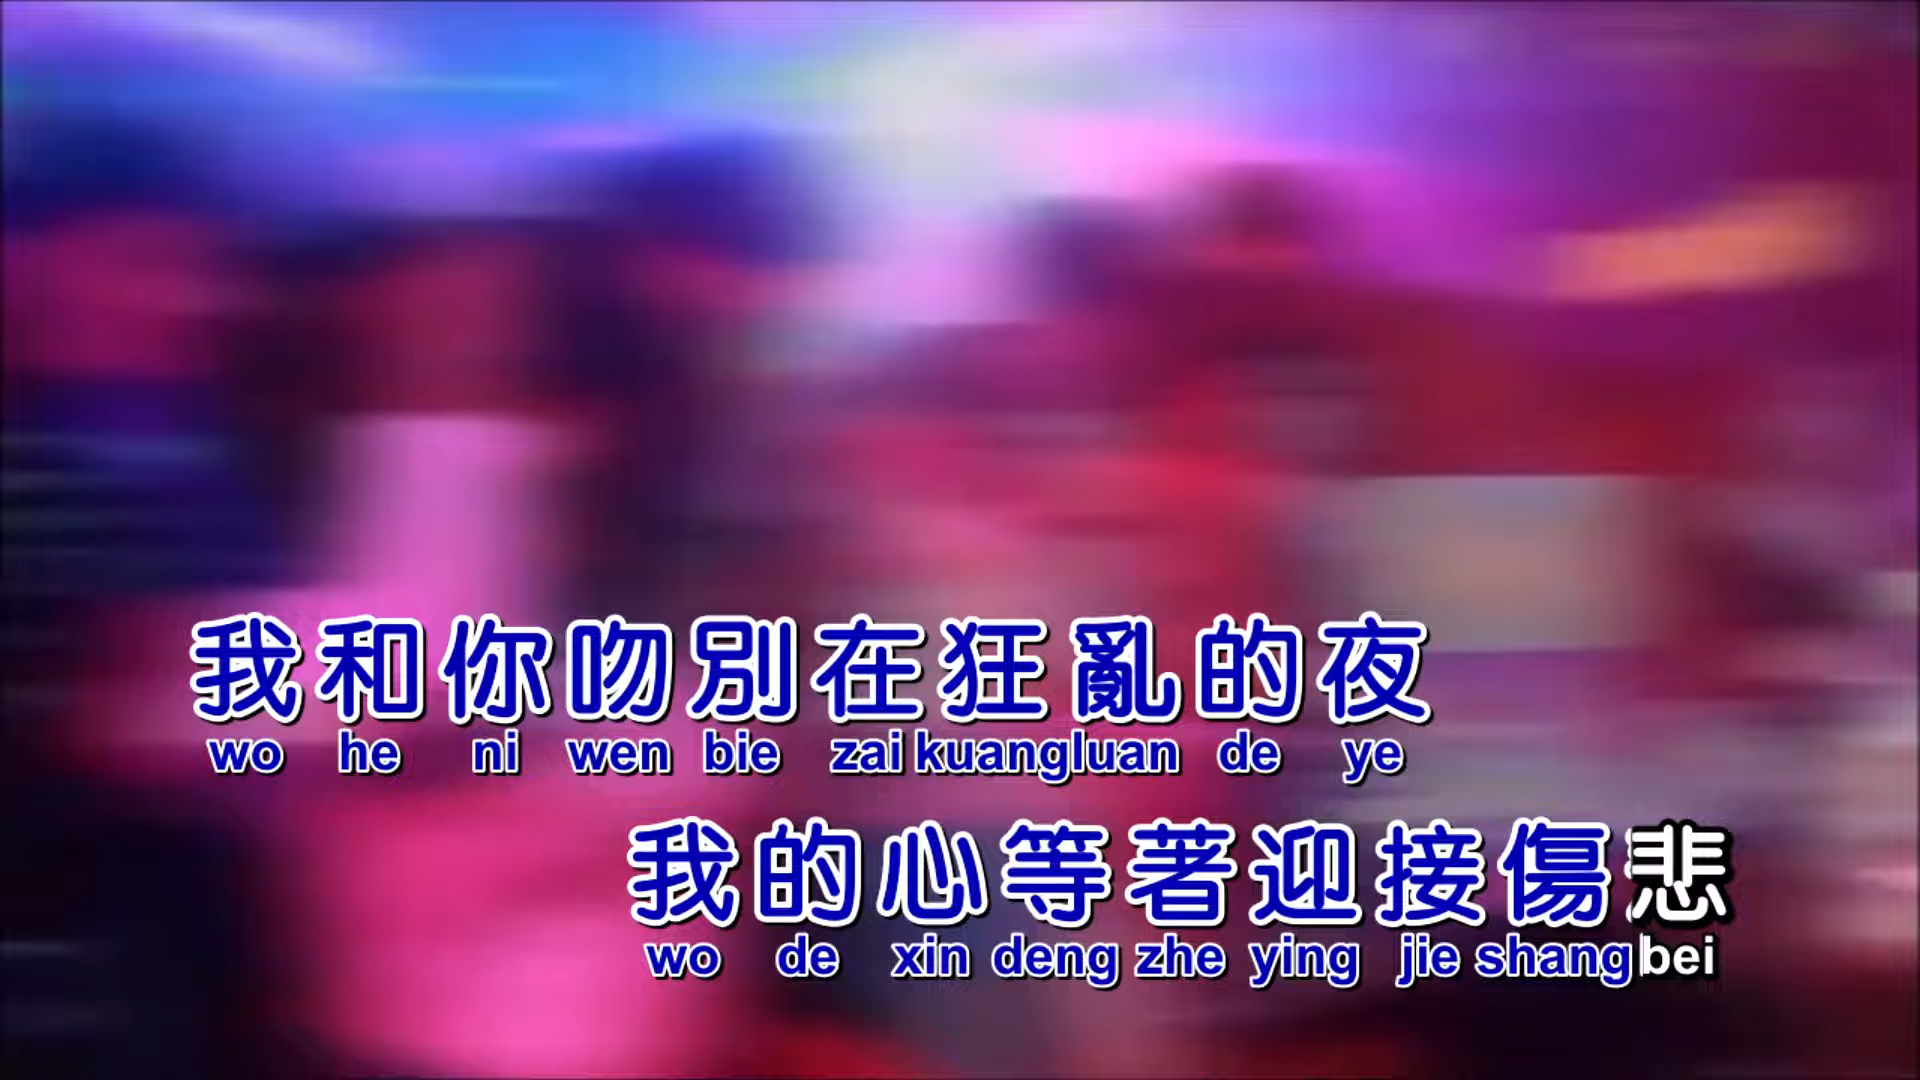 我和你吻別在狂亂的夜
wo he ni wen bie zai kuangluan de ye
我的心等著迎接傷悲
wo de xin deng zhe ying jie shang bei